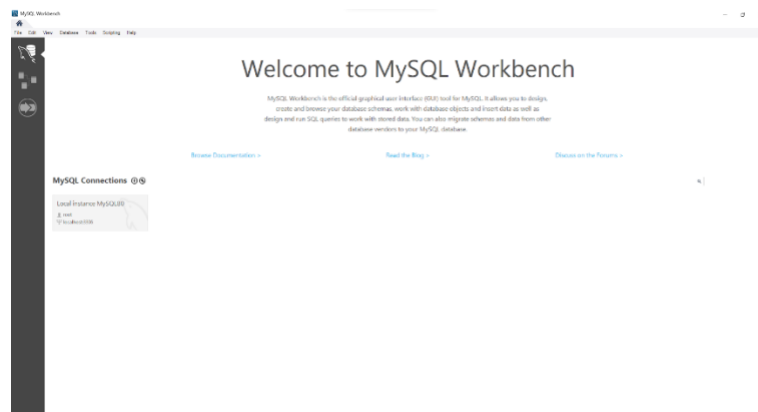 MySQL Workbench
File Edit View Database Tools Scripting Help
Welcome to MySQL Workbench
MySQL Workbench is the official graphical user interface (GUI) tool for MySQL. It allows you to design,
create and browse your database schemas, work with database objects and insert data as well as
design and run SQL queries to work with stored data. You can also migrate schemas and data from other
database vendors to your MySQL database.
Browse Documentation >
Read the Blog >
Discuss on the Forums >
MySQL Connections
Local instance MySQL80
root
localhost:3306